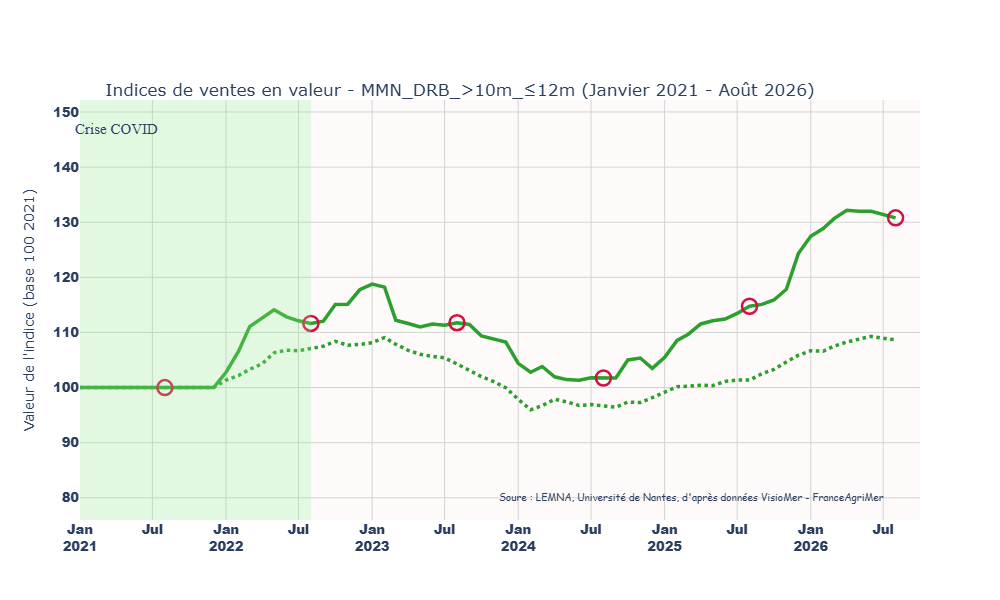 Indices de ventes en valeur - MMN_DRB_>10m_≤12m (Janvier 2021 - Août 2026)
150
Crise COVID
140
130
120
110
100
90
80
Valeur de l'indice (base 100 2021)
Soure : LEMNA, Université de Nantes, d'après données VisioMer - FranceAgriMer
Jan Jul Jan Jul Jan Jul Jan Jul Jan Jul Jan Jul
2021 2022 2023 2024 2025 2026